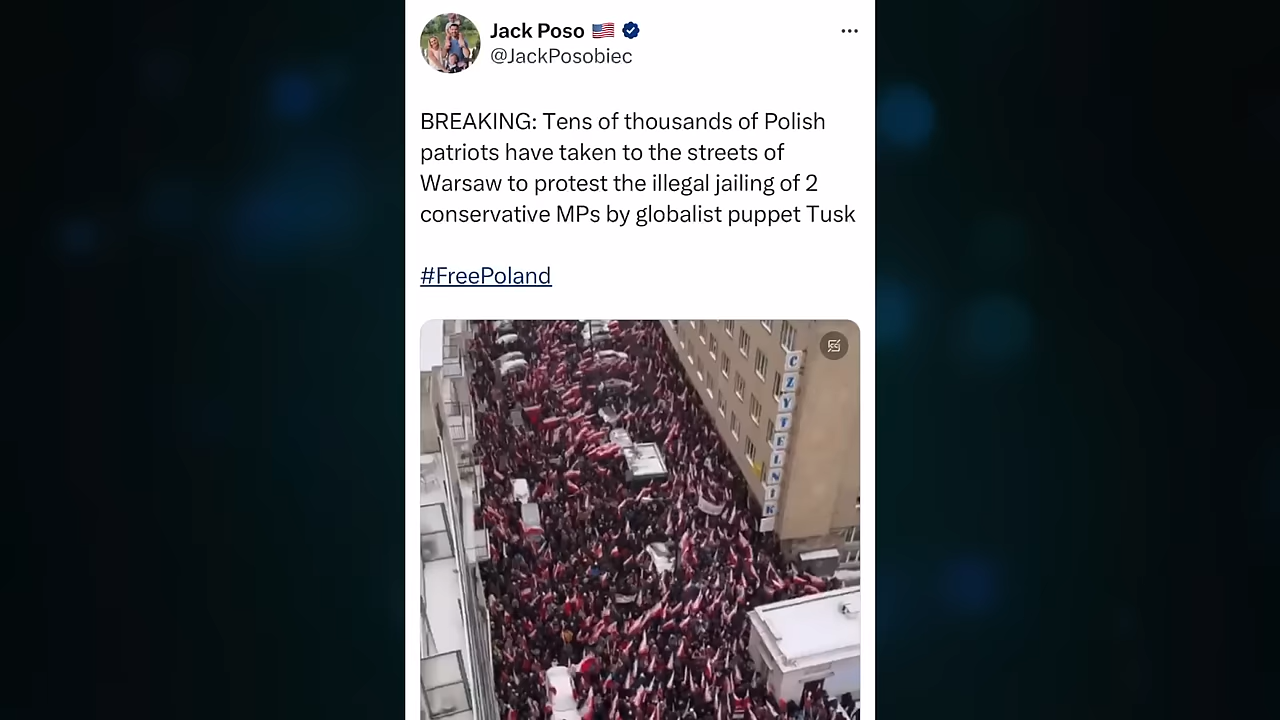 Jack Poso 🇺🇸
@JackPosobiec
BREAKING: Tens of thousands of Polish
patriots have taken to the streets of
Warsaw to protest the illegal jailing of 2
conservative MPs by globalist puppet Tusk
#FreePoland
CZYTELNIK